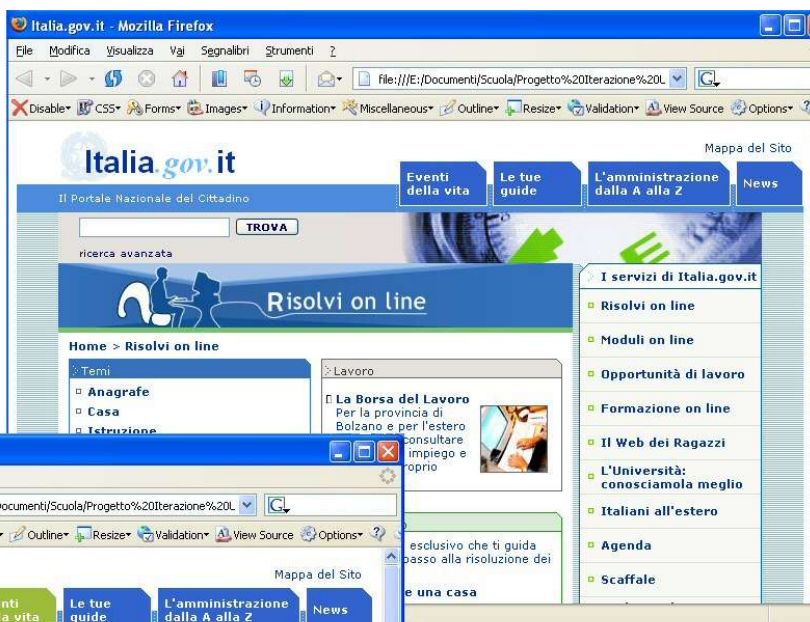 Italia.gov.it - Mozilla Firefox
File Modifica Visualizza Vai Segnalibri Strumenti ?
file:///E:/Documenti/Scuola/Progetto%20Iterazione%20L
Disable CSS Forms Images Information Miscellaneous Outline Resize Validation View Source Options
Mappa del Sito
Italia.gov.it
Eventi della vita
Le tue guide
L'amministrazione dalla A alla Z
News
Il Portale Nazionale del Cittadino
TROVA
ricerca avanzata
Risolvi on line
Home > Risolvi on line
Temi
Anagrafe
Casa
Istruzione
Lavoro
La Borsa del Lavoro
Per la provincia di
Bolzano e per l'estero
consultare
impiego e
esclusivo che ti guida
passo alla risoluzione dei
e una casa
I servizi di Italia.gov.it
Risolvi on line
Moduli on line
Opportunità di lavoro
Formazione on line
Il Web dei Ragazzi
L'Università:
conosciamola meglio
Italiani all'estero
Agenda
Scaffale
ocumenti/Scuola/Progetto%20Iterazione%20L
Outline Resize Validation View Source Options
Mappa del Sito
Le tue guide
L'amministrazione dalla A alla Z
News